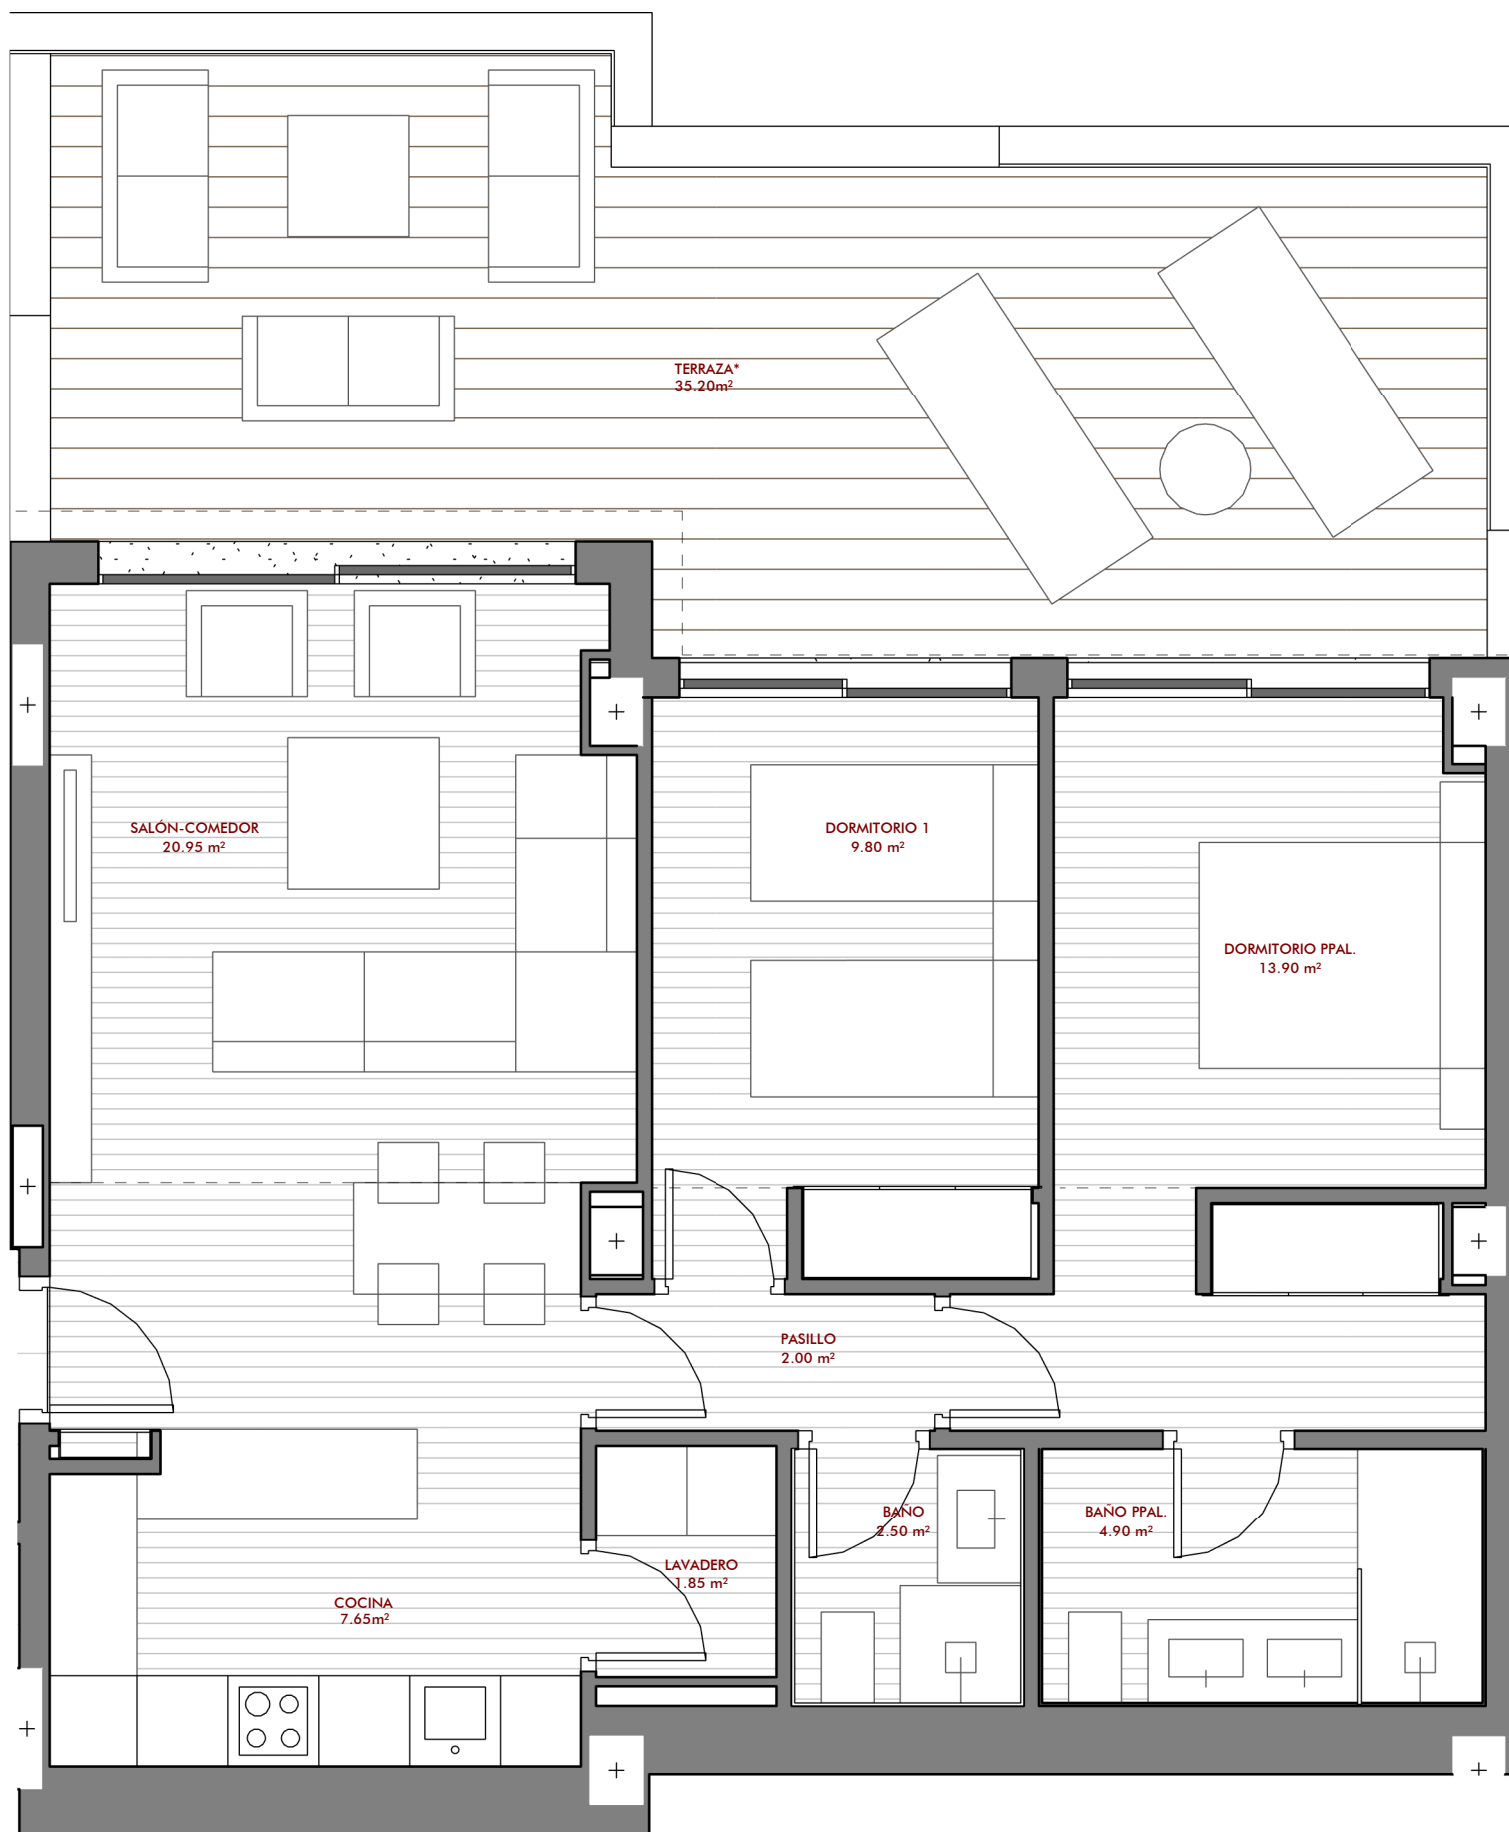 TERRAZA*
35.20m²
SALÓN-COMEDOR
20.95 m²
DORMITORIO 1
9.80 m²
DORMITORIO PPAL.
13.90 m²
PASILLO
2.00 m²
BAÑO
2.50 m²
BAÑO PPAL.
4.90 m²
LAVADERO
1.85 m²
COCINA
7.65m²